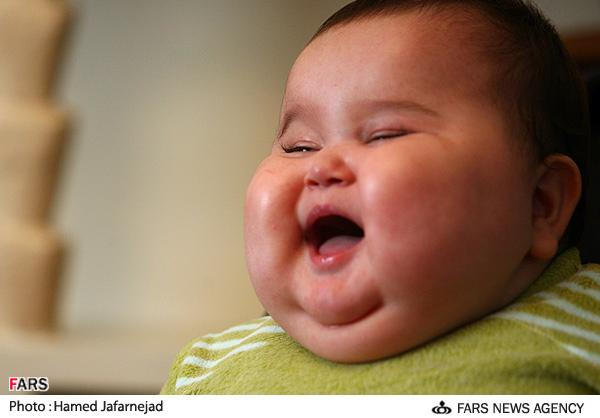 FARS
Photo : Hamed Jafarnejad
FARS NEWS AGENCY